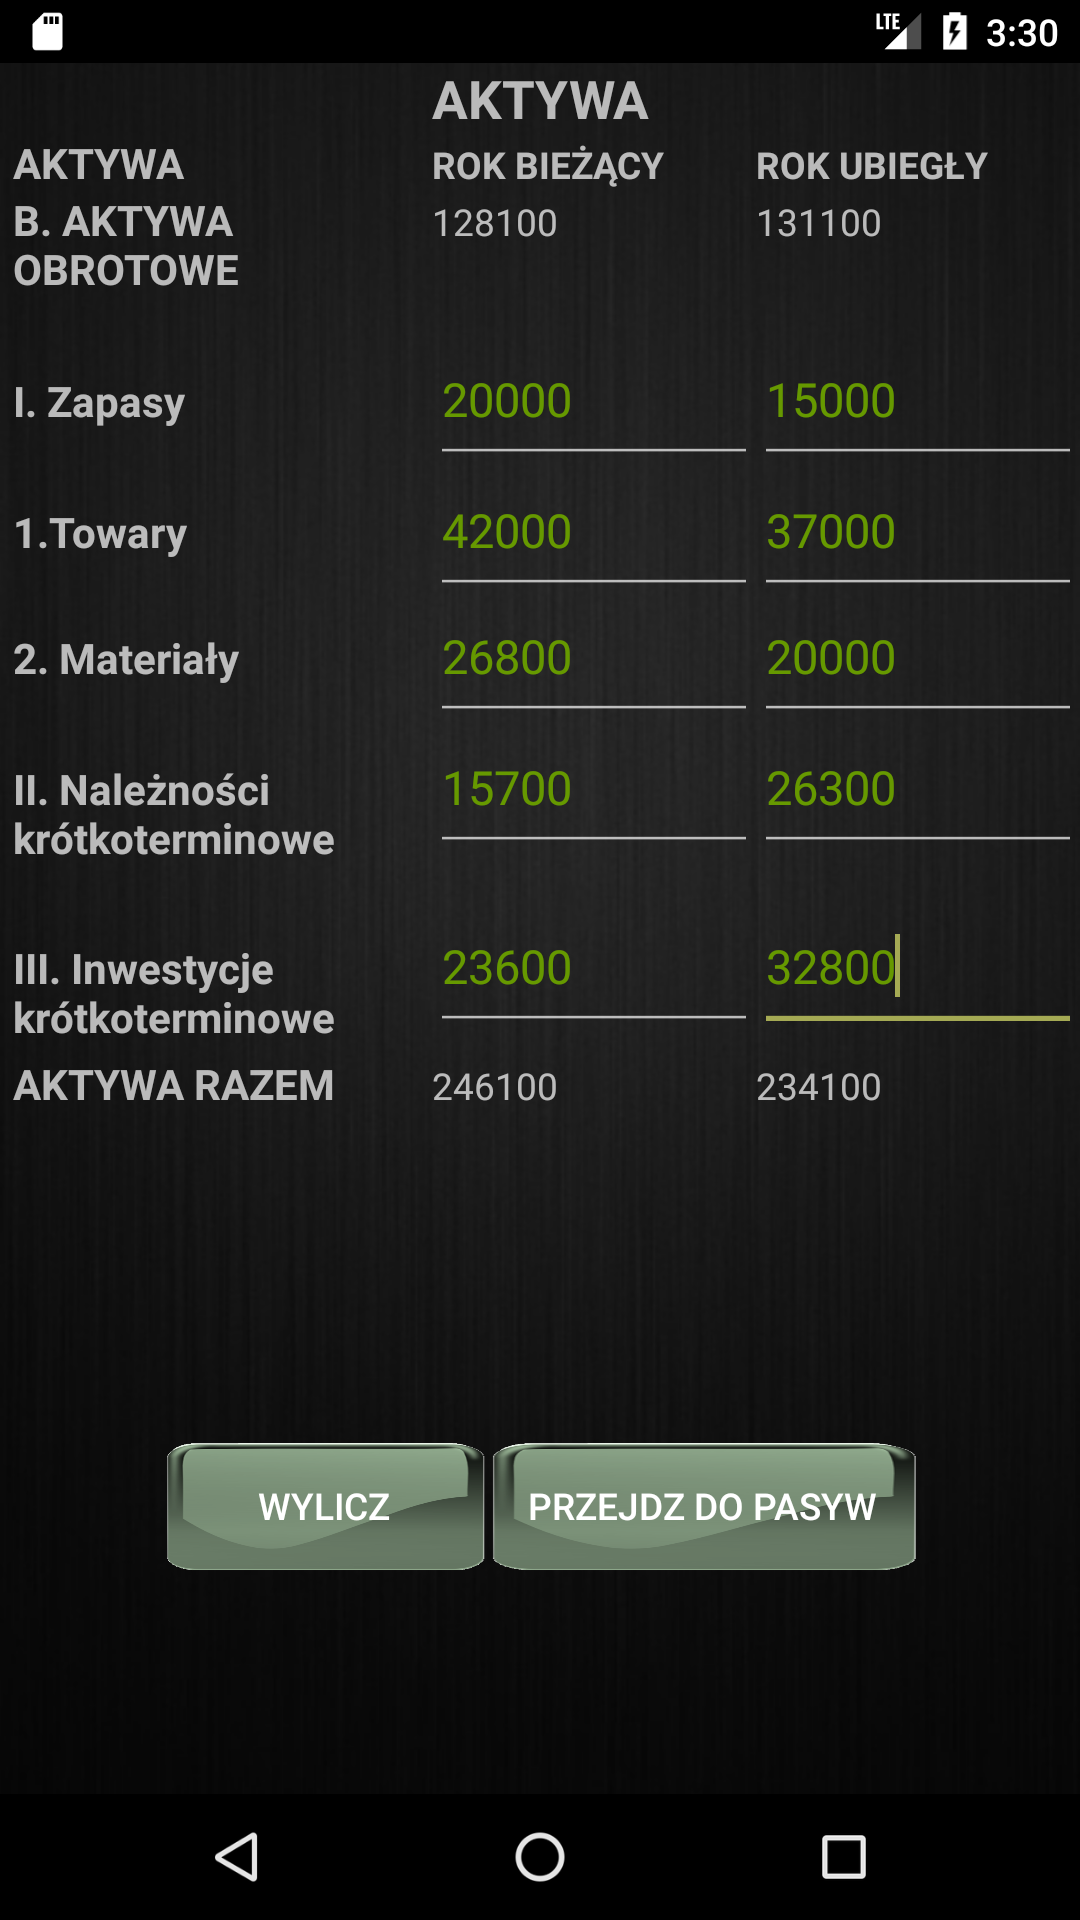 LTE 3:30
AKTYWA
AKTYWA ROK BIEŻĄCY ROK UBIEGŁY
B. AKTYWA 128100 131100
OBROTOWE
I. Zapasy 20000 15000
1.Towary 42000 37000
2. Materiały 26800 20000
II. Należności 15700 26300
krótkoterminowe
III. Inwestycje 23600 32800
krótkoterminowe
AKTYWA RAZEM 246100 234100
WYLICZ PRZEJDZ DO PASYW